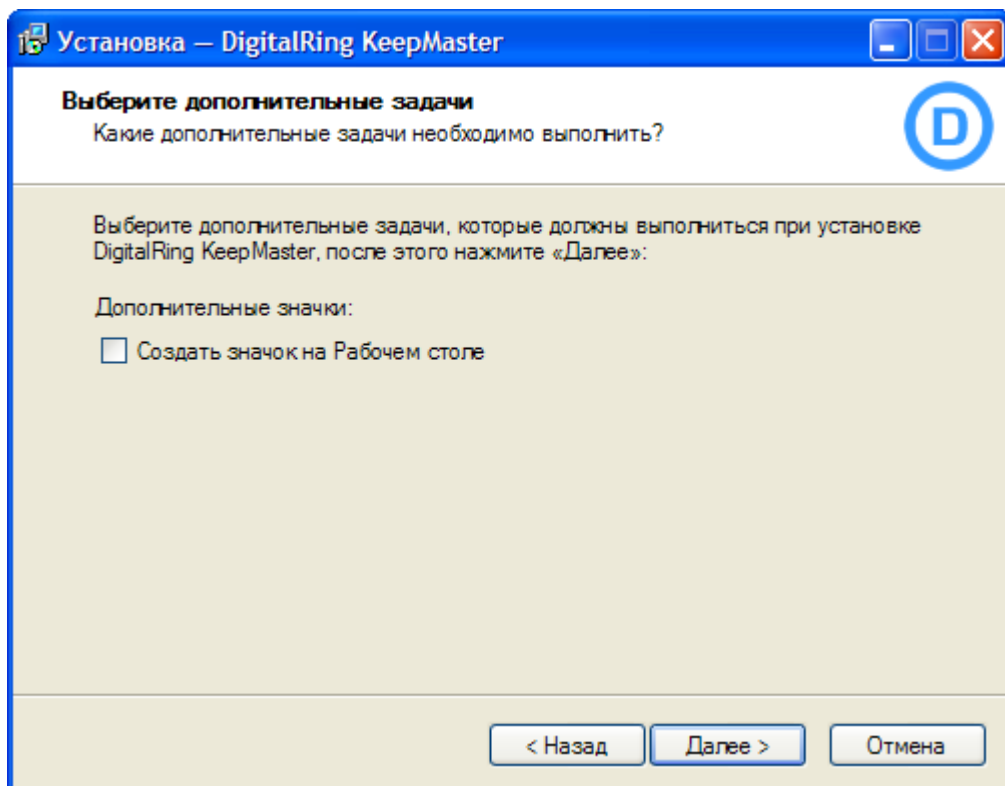 Установка — DigitalRing KeepMaster
Выберите дополнительные задачи
Какие дополнительные задачи необходимо выполнить?
D
Выберите дополнительные задачи, которые должны выполниться при установке
DigitalRing KeepMaster, после этого нажмите «Далее»:
Дополнительные значки:
Создать значок на Рабочем столе
< Назад
Далее >
Отмена